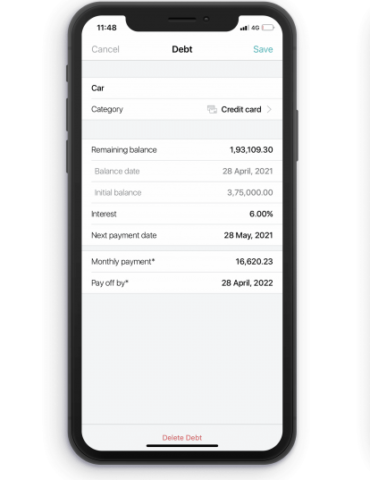 11:48 4G
Cancel Debt Save
Car
Category Credit card
Remaining balance 1,93,109.30
Balance date 28 April, 2021
Initial balance 3,75,000.00
Interest 6.00%
Next payment date 28 May, 2021
Monthly payment* 16,620.23
Pay off by* 28 April, 2022
Delete Debt